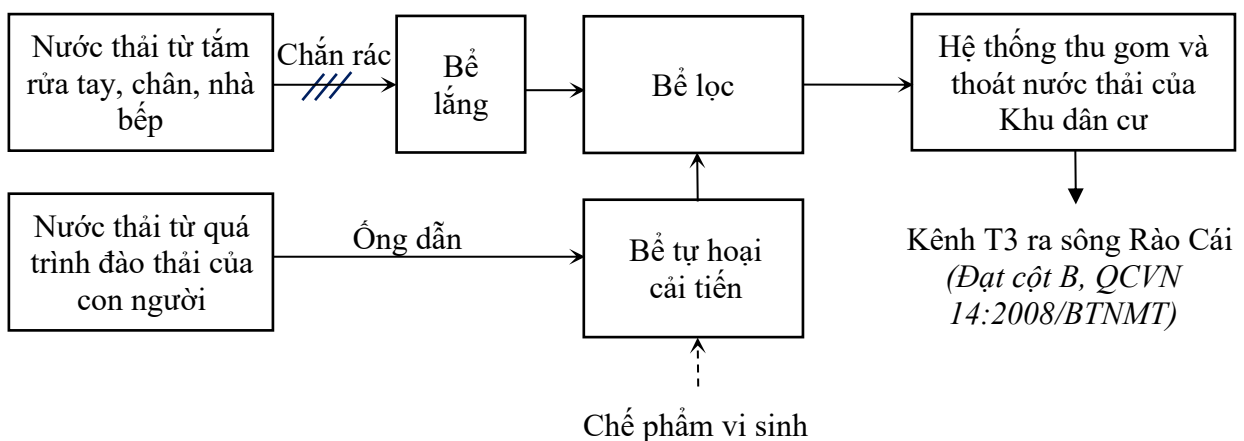 Nước thải từ tắm
rửa tay, chân, nhà
bếp
Chắn rác
Bể
lắng
Bể lọc
Hệ thống thu gom và
thoát nước thải của
Khu dân cư
Nước thải từ quá
trình đào thải của
con người
Ống dẫn
Bể tự hoại
cải tiến
Kênh T3 ra sông Rào Cái
(Đạt cột B, QCVN
14:2008/BTNMT)
Chế phẩm vi sinh